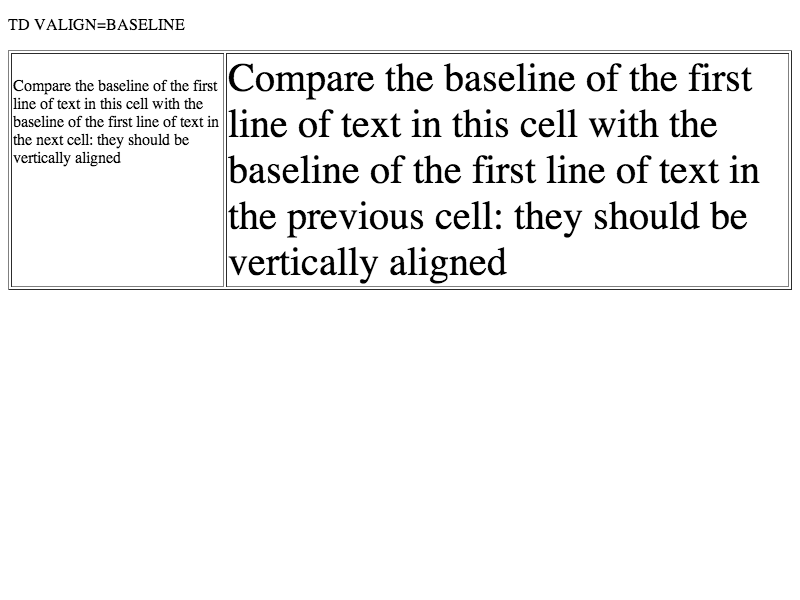 TD VALIGN=BASELINE
Compare the baseline of the first
line of text in this cell with the
baseline of the first line of text in
the next cell: they should be
vertically aligned
Compare the baseline of the first
line of text in this cell with the
baseline of the first line of text in
the previous cell: they should be
vertically aligned